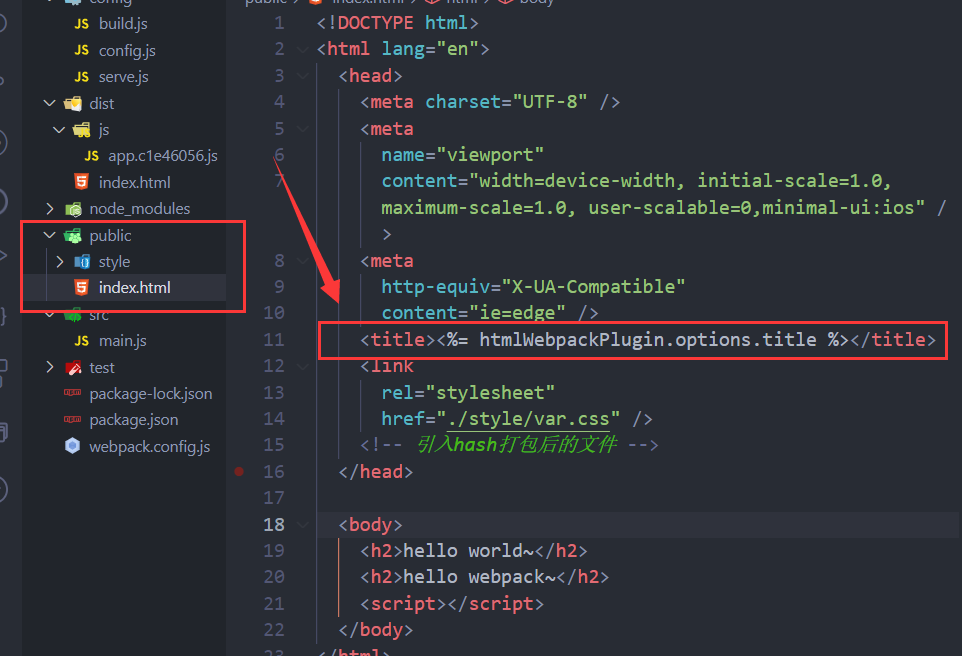 config
JS build.js
JS config.js
JS serve.js
dist
js
JS app.c1e46056.js
index.html
node_modules
public
style
index.html
src
JS main.js
test
package-lock.json
package.json
webpack.config.js
public index.html html body
1 <!DOCTYPE html>
2 <html lang="en">
3 <head>
4 <meta charset="UTF-8" />
5 <meta
6 name="viewport"
7 content="width=device-width, initial-scale=1.0,
maximum-scale=1.0, user-scalable=0,minimal-ui:ios" /
>
8 <meta
9 http-equiv="X-UA-Compatible"
10 content="ie=edge" />
11 <title><%= htmlWebpackPlugin.options.title %></title>
12 <link
13 rel="stylesheet"
14 href="./style/var.css" />
15 <!-- 引入hash打包后的文件 -->
16 </head>
17
18 <body>
19 <h2>hello world~</h2>
20 <h2>hello webpack~</h2>
21 <script></script>
22 </body>
23 </html>